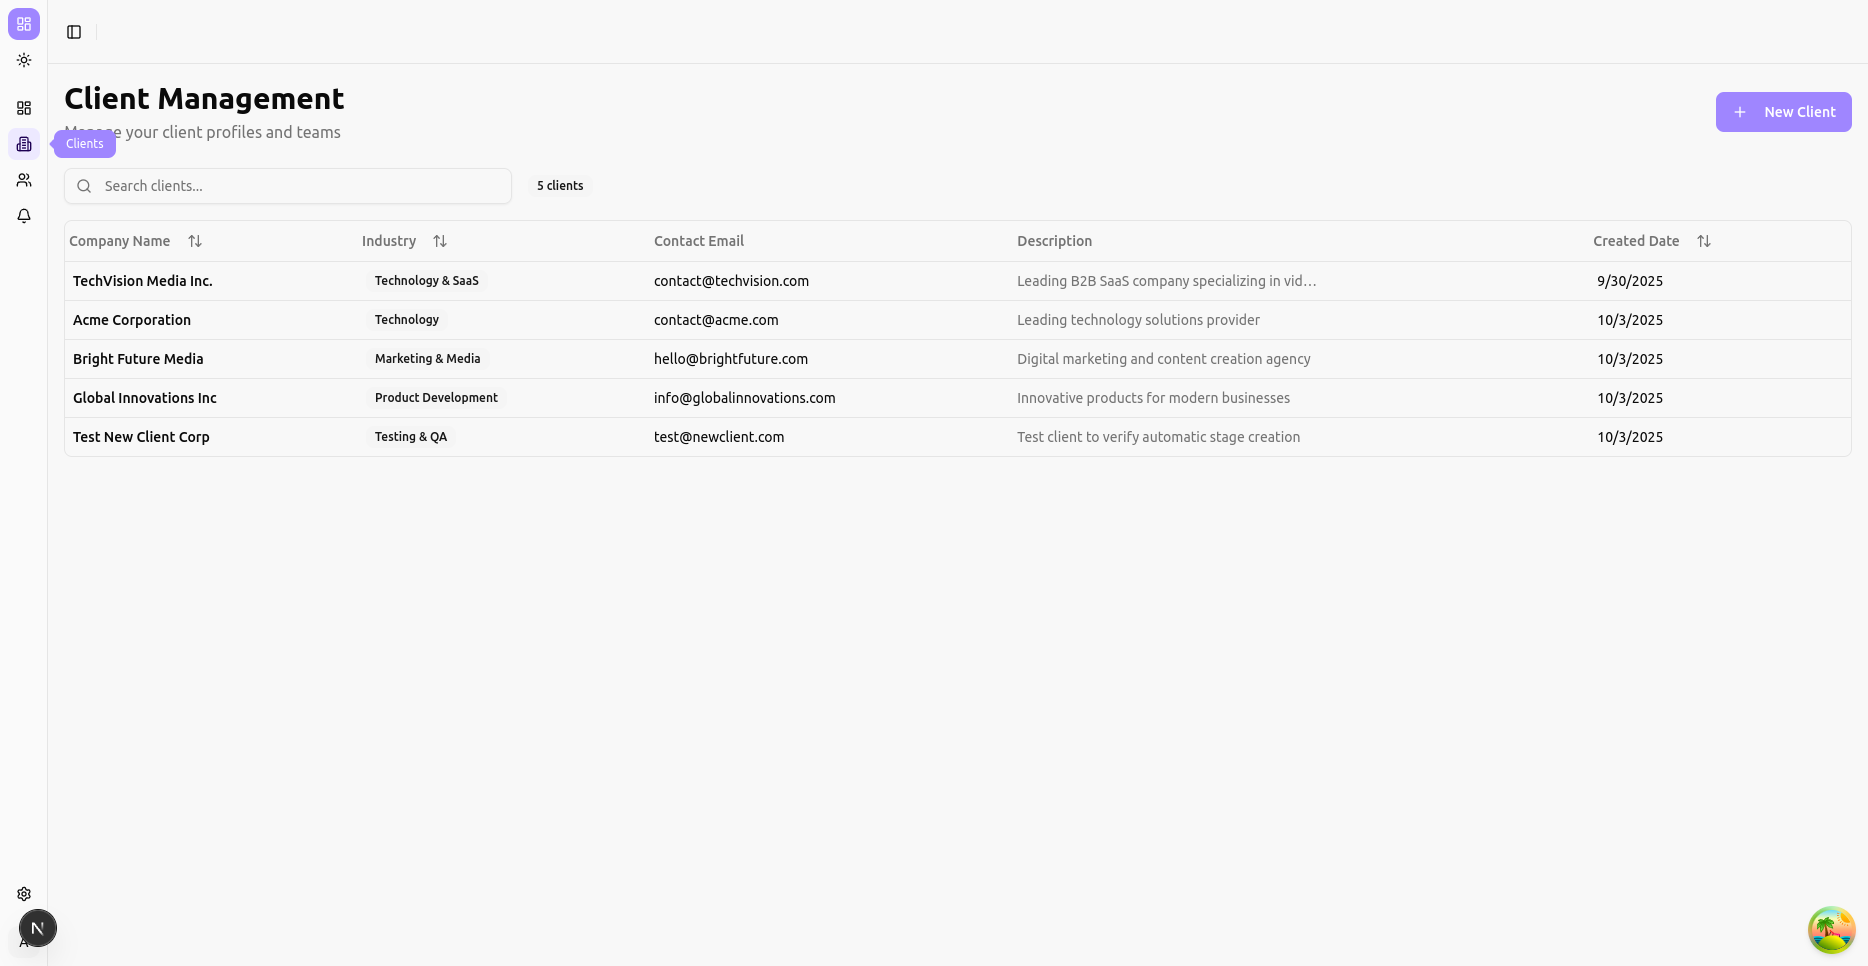 Client Management
your client profiles and teams
Clients
New Client
Search clients...
5 clients
Company Name Industry Contact Email Description Created Date
TechVision Media Inc. Technology & SaaS contact@techvision.com Leading B2B SaaS company specializing in vid... 9/30/2025
Acme Corporation Technology contact@acme.com Leading technology solutions provider 10/3/2025
Bright Future Media Marketing & Media hello@brightfuture.com Digital marketing and content creation agency 10/3/2025
Global Innovations Inc Product Development info@globalinnovations.com Innovative products for modern businesses 10/3/2025
Test New Client Corp Testing & QA test@newclient.com Test client to verify automatic stage creation 10/3/2025
N